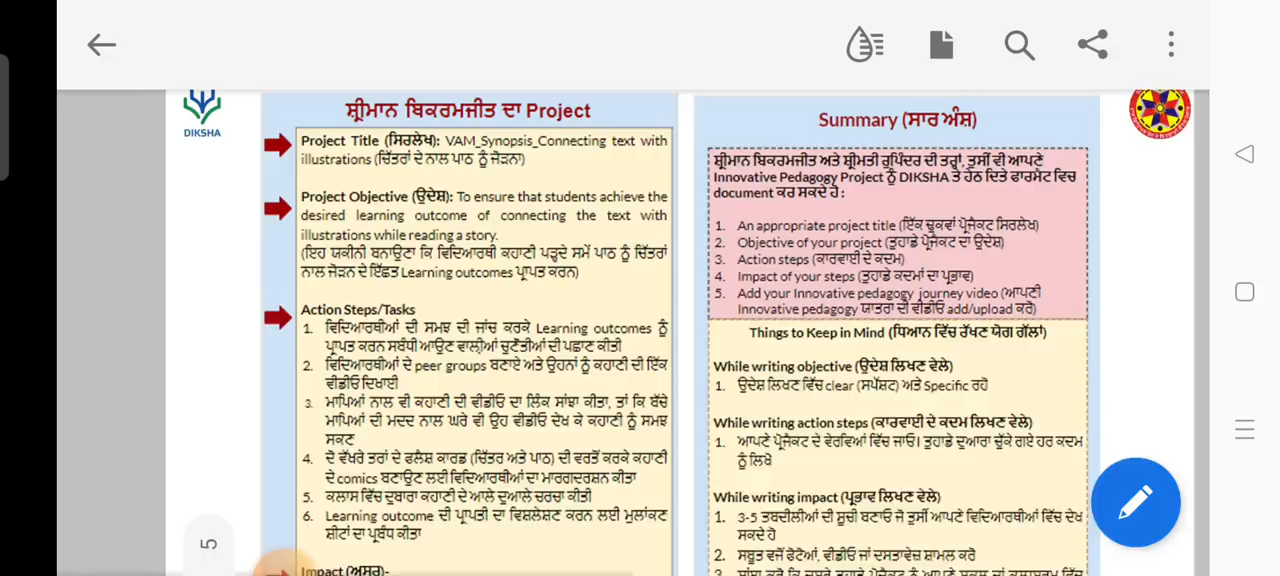 DIKSHA
ਸ਼੍ਰੀਮਾਨ ਬਿਕਰਮਜੀਤ ਦਾ Project
Project Title (ਸਿਰਲੇਖ): VAM_Synopsis_Connecting text with
illustrations (ਚਿੱਤਰਾਂ ਦੇ ਨਾਲ ਪਾਠ ਨੂੰ ਜੋੜਨਾ)
Project Objective (ਉਦੇਸ਼): To ensure that students achieve the
desired learning outcome of connecting the text with
illustrations while reading a story.
(ਇਹ ਯਕੀਨੀ ਬਨਾਉਣਾ ਕਿ ਵਿਦਿਆਰਥੀ ਕਹਾਣੀ ਪੜ੍ਹਦੇ ਸਮੇਂ ਪਾਠ ਨੂੰ ਚਿੱਤਰਾਂ
ਨਾਲ ਜੋੜਨ ਦੇ ਇੱਛਤ Learning outcomes ਪ੍ਰਾਪਤ ਕਰਨ)
Action Steps/Tasks
1. ਵਿਦਿਆਰਥੀਆਂ ਦੀ ਸਮਝ ਦੀ ਜਾਂਚ ਕਰਕੇ Learning outcomes ਨੂੰ
ਪ੍ਰਾਪਤ ਕਰਨ ਸਬੰਧੀ ਆਉਣ ਵਾਲੀਆਂ ਚੁਣੌਤੀਆਂ ਦੀ ਪਛਾਣ ਕੀਤੀ
2. ਵਿਦਿਆਰਥੀਆਂ ਦੇ peer groups ਬਣਾਏ ਅਤੇ ਉਹਨਾਂ ਨੂੰ ਕਹਾਣੀ ਦੀ ਇੱਕ
ਵੀਡੀਓ ਦਿਖਾਈ
3. ਮਾਪਿਆਂ ਨਾਲ ਵੀ ਕਹਾਣੀ ਦੀ ਵੀਡੀਓ ਦਾ ਲਿੰਕ ਸਾਂਝਾ ਕੀਤਾ, ਤਾਂ ਕਿ ਬੱਚੇ
ਮਾਪਿਆਂ ਦੀ ਮਦਦ ਨਾਲ ਘਰੇ ਵੀ ਉਹ ਵੀਡੀਓ ਦੇਖ ਕੇ ਕਹਾਣੀ ਨੂੰ ਸਮਝ
ਸਕਣ
4. ਦੋ ਵੱਖਰੇ ਤਰਾਂ ਦੇ ਫਲੈਸ਼ ਕਾਰਡ (ਚਿੱਤਰ ਅਤੇ ਪਾਠ) ਦੀ ਵਰਤੋਂ ਕਰਕੇ ਕਹਾਣੀ
ਦੇ comics ਬਣਾਉਣ ਲਈ ਵਿਦਿਆਰਥੀਆਂ ਦਾ ਮਾਰਗਦਰਸ਼ਨ ਕੀਤਾ
5. ਕਲਾਸ ਵਿੱਚ ਦੁਬਾਰਾ ਕਹਾਣੀ ਦੇ ਆਲੇ ਦੁਆਲੇ ਚਰਚਾ ਕੀਤੀ
6. Learning outcome ਦੀ ਪ੍ਰਾਪਤੀ ਦਾ ਵਿਸ਼ਲੇਸ਼ਣ ਕਰਨ ਲਈ ਮੁਲਾਂਕਣ
ਸ਼ੀਟਾਂ ਦਾ ਪ੍ਰਬੰਧ ਕੀਤਾ
Impact (ਅਸਰ)-
5
Summary (ਸਾਰ ਅੰਸ਼)
ਸ਼੍ਰੀਮਾਨ ਬਿਕਰਮਜੀਤ ਅਤੇ ਸ਼੍ਰੀਮਤੀ ਰੁਪਿੰਦਰ ਦੀ ਤਰ੍ਹਾਂ, ਤੁਸੀਂ ਵੀ ਆਪਣੇ
Innovative Pedagogy Project ਨੂੰ DIKSHA ਤੇ ਹੇਠ ਦਿਤੇ ਫਾਰਮੇਟ ਵਿਚ
document ਕਰ ਸਕਦੇ ਹੋ :
1. An appropriate project title (ਇੱਕ ਢੁਕਵਾਂ ਪ੍ਰੋਜੈਕਟ ਸਿਰਲੇਖ)
2. Objective of your project (ਤੁਹਾਡੇ ਪ੍ਰੋਜੈਕਟ ਦਾ ਉਦੇਸ਼)
3. Action steps (ਕਾਰਵਾਈ ਦੇ ਕਦਮ)
4. Impact of your steps (ਤੁਹਾਡੇ ਕਦਮਾਂ ਦਾ ਪ੍ਰਭਾਵ)
5. Add your Innovative pedagogy journey video (ਆਪਣੀ
Innovative pedagogy ਯਾਤਰਾ ਦੀ ਵੀਡੀਓ add/upload ਕਰੋ)
Things to Keep in Mind (ਧਿਆਨ ਵਿੱਚ ਰੱਖਣ ਯੋਗ ਗੱਲਾਂ)
While writing objective (ਉਦੇਸ਼ ਲਿਖਣ ਵੇਲੇ)
1. ਉਦੇਸ਼ ਲਿਖਣ ਵਿੱਚ clear (ਸਪੱਸ਼ਟ) ਅਤੇ Specific ਰਹੋ
While writing action steps (ਕਾਰਵਾਈ ਦੇ ਕਦਮ ਲਿਖਣ ਵੇਲੇ)
1. ਆਪਣੇ ਪ੍ਰੋਜੈਕਟ ਦੇ ਵੇਰਵਿਆਂ ਵਿੱਚ ਜਾਓ। ਤੁਹਾਡੇ ਦੁਆਰਾ ਚੁੱਕੇ ਗਏ ਹਰ ਕਦਮ
ਨੂੰ ਲਿਖੋ
While writing impact (ਪ੍ਰਭਾਵ ਲਿਖਣ ਵੇਲੇ)
1. 3-5 ਤਬਦੀਲੀਆਂ ਦੀ ਸੂਚੀ ਬਣਾਓ ਜੋ ਤੁਸੀਂ ਆਪਣੇ ਵਿਦਿਆਰਥੀਆਂ ਵਿੱਚ ਦੇਖ
ਸਕਦੇ ਹੋ
2. ਸਬੂਤ ਵਜੋਂ ਫੋਟੋਆਂ, ਵੀਡੀਓ ਜਾਂ ਦਸਤਾਵੇਜ਼ ਸ਼ਾਮਲ ਕਰੋ